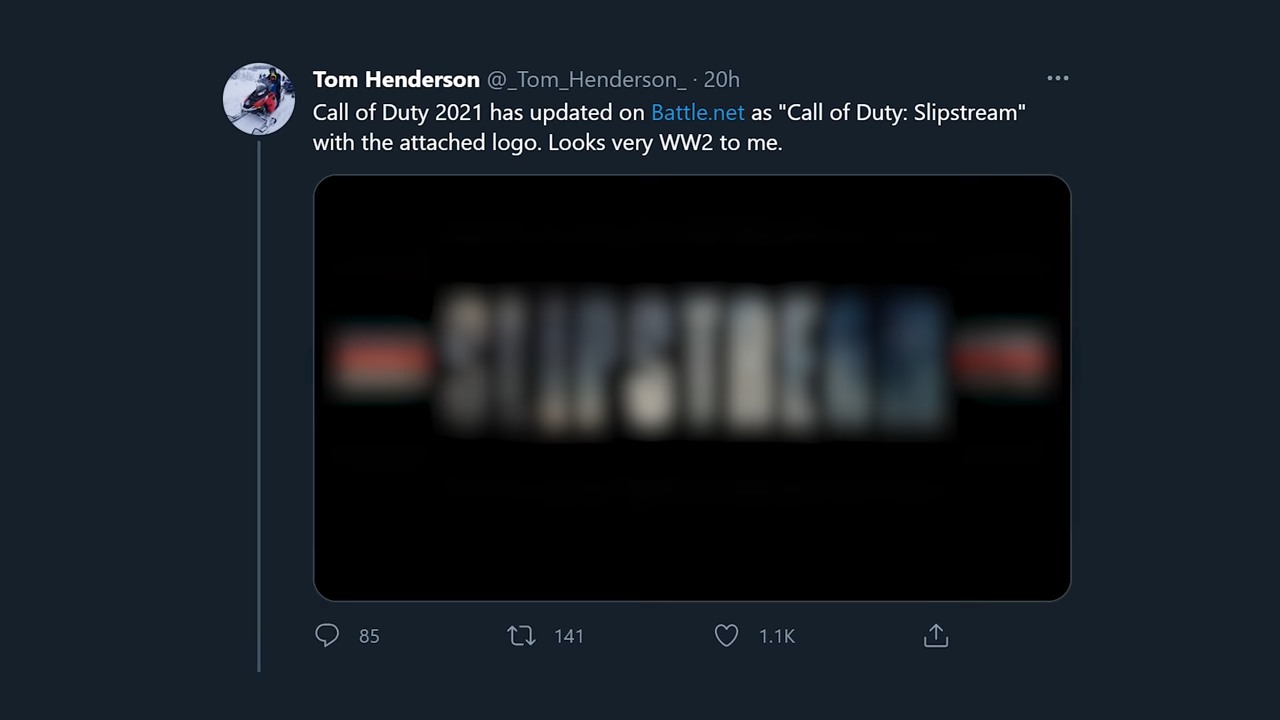 Tom Henderson @_Tom_Henderson_ · 20h
Call of Duty 2021 has updated on Battle.net as "Call of Duty: Slipstream"
with the attached logo. Looks very WW2 to me.
SLIPSTREAM
85 141 1.1K